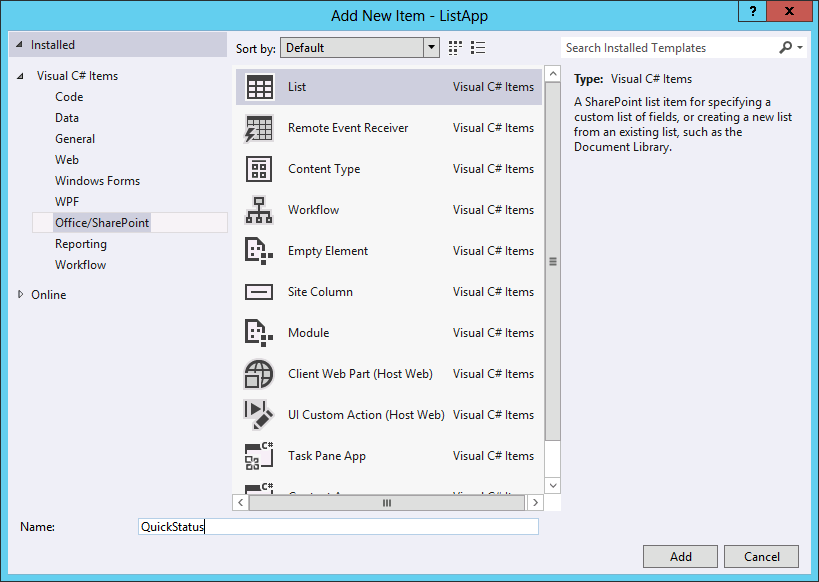 Add New Item - ListApp
?
x
Installed
Sort by: Default
Search Installed Templates
Visual C# Items
Code
Data
General
Web
Windows Forms
WPF
Office/SharePoint
Reporting
Workflow
Online
List Visual C# Items
Remote Event Receiver Visual C# Items
Content Type Visual C# Items
Workflow Visual C# Items
Empty Element Visual C# Items
Site Column Visual C# Items
Module Visual C# Items
Client Web Part (Host Web) Visual C# Items
UI Custom Action (Host Web) Visual C# Items
C# Task Pane App Visual C# Items
C#
Type: Visual C# Items
A SharePoint list item for specifying a
custom list of fields, or creating a new list
from an existing list, such as the
Document Library.
Name: QuickStatus
Add
Cancel